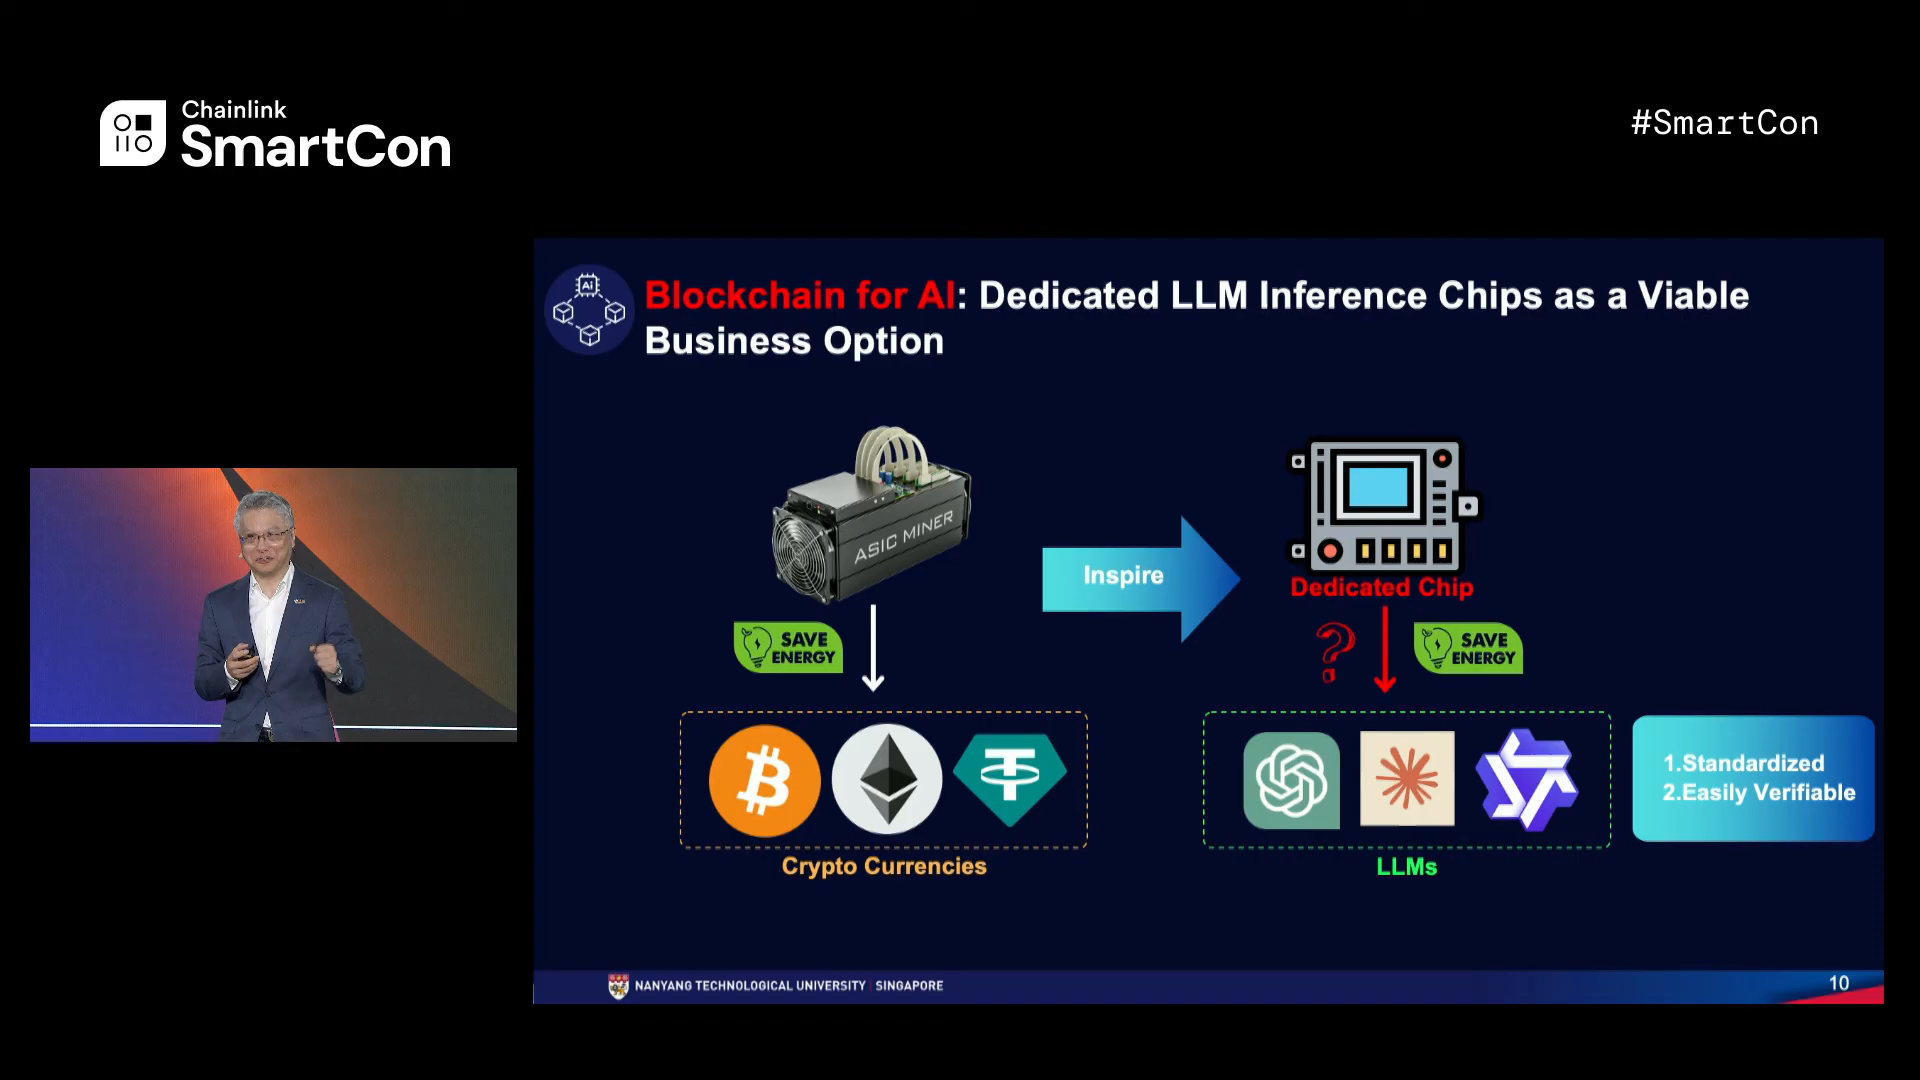 Chainlink
SmartCon
#SmartCon
Blockchain for AI: Dedicated LLM Inference Chips as a Viable
Business Option
Ai
ASIC MINER
Inspire
Dedicated Chip
SAVE
ENERGY
?
SAVE
ENERGY
1.Standardized
2.Easily Verifiable
Crypto Currencies
LLMs
NANYANG TECHNOLOGICAL UNIVERSITY | SINGAPORE
10